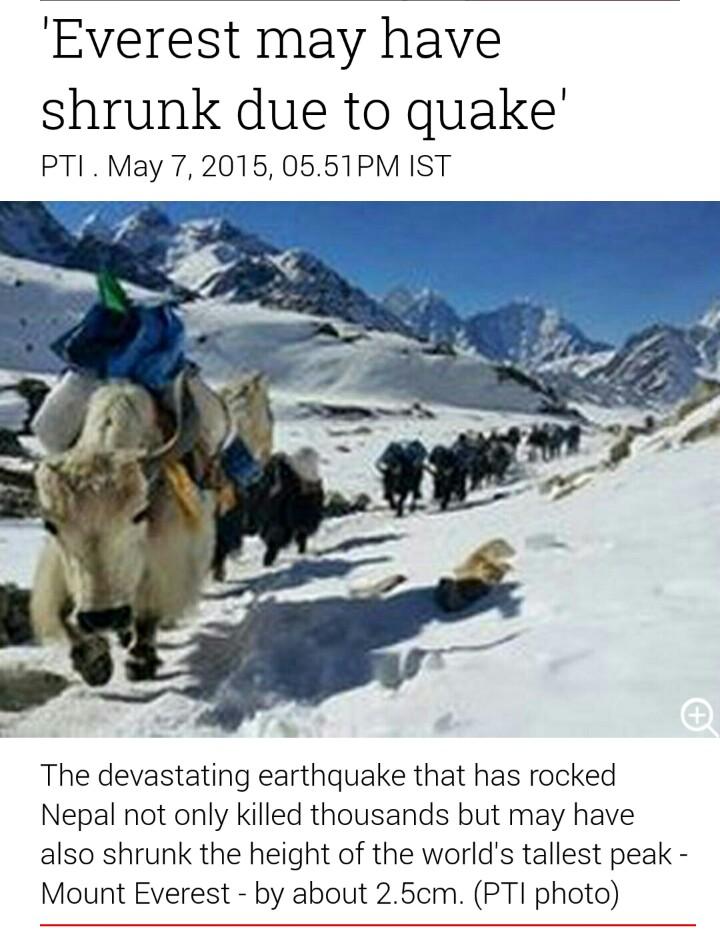 'Everest may have
shrunk due to quake'
PTI . May 7, 2015, 05.51PM IST
The devastating earthquake that has rocked
Nepal not only killed thousands but may have
also shrunk the height of the world's tallest peak -
Mount Everest - by about 2.5cm. (PTI photo)